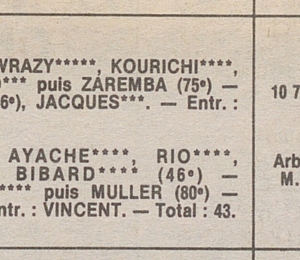 WRAZY*****, KOURICHI****,
*** puis ZAREMBA (75e) —
6e), JACQUES***. — Entr. :
10 7
AYACHE****, RIO****,
BIBARD**** (46e) —
**** puis MULLER (80e) —
ntr. : VINCENT. — Total : 43.
Arb
M.